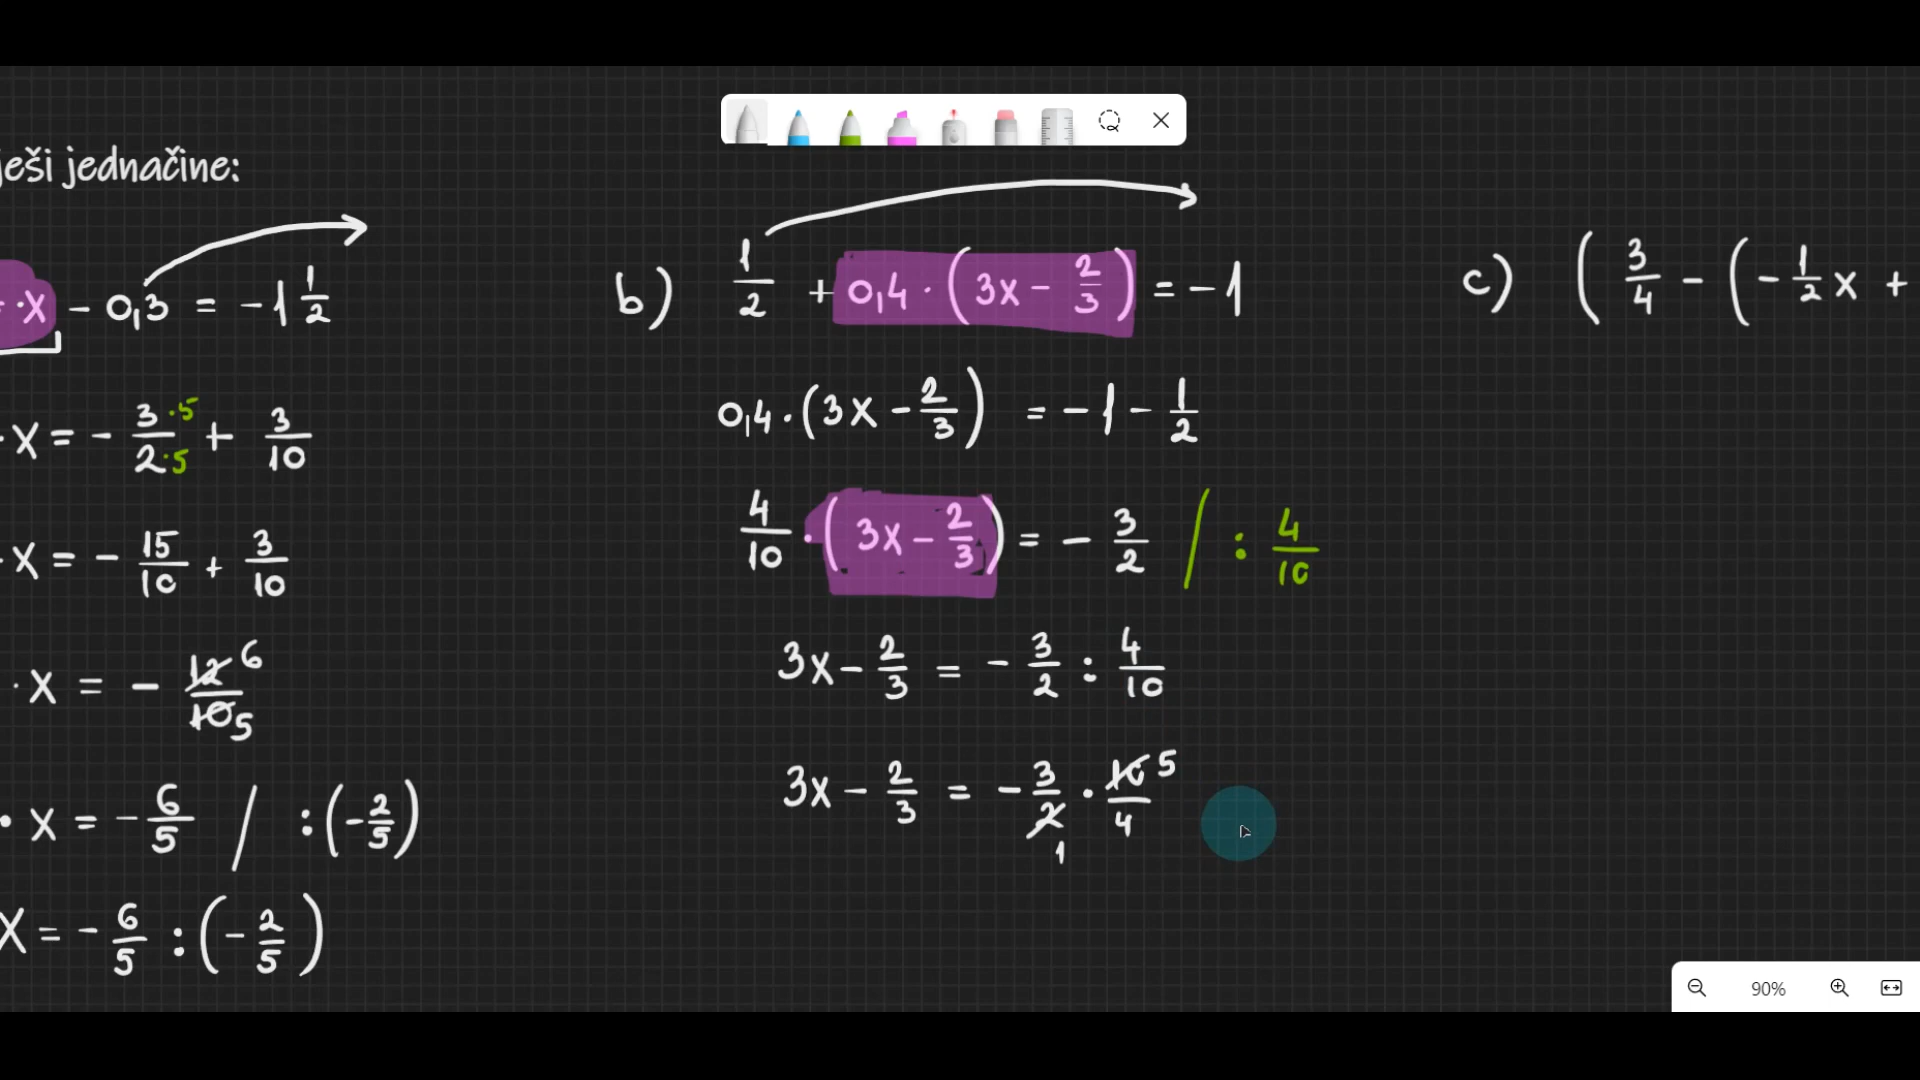 ješi jednačine:
· x - 0,3 = -1 1/2
· x = - 3·5/2·5 + 3/10
· x = - 15/10 + 3/10
· x = - 12/10 6 5
· x = - 6/5 / : (- 2/5)
x = - 6/5 : (- 2/5)
b) 1/2 + 0,4 · (3x - 2/3) = -1
0,4 · (3x - 2/3) = -1 - 1/2
4/10 · (3x - 2/3) = - 3/2 / : 4/10
3x - 2/3 = - 3/2 : 4/10
3x - 2/3 = - 3/2 · 10/4 5 1
c) (3/4 - (- 1/2 x +
90%